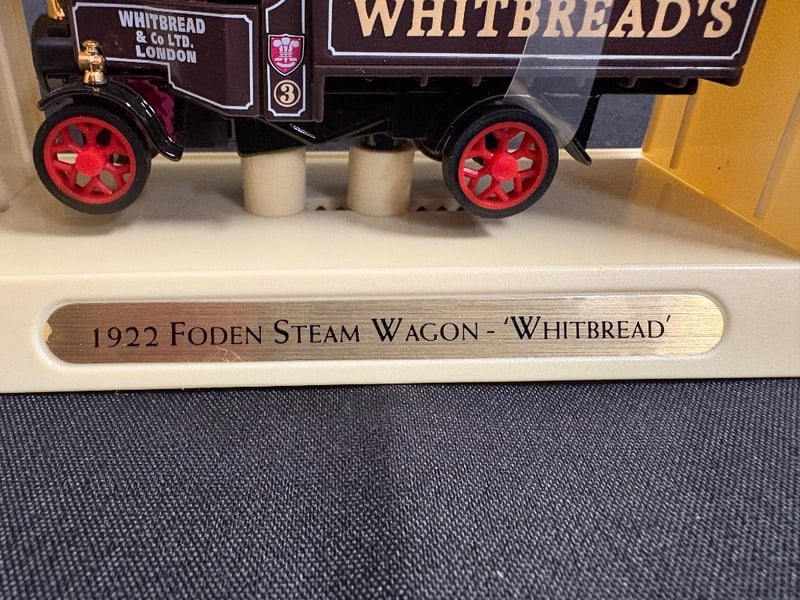 WHITBREAD
& Co LTD.
LONDON
3
WHITBREAD'S
1922 FODEN STEAM WAGON - 'WHITBREAD'